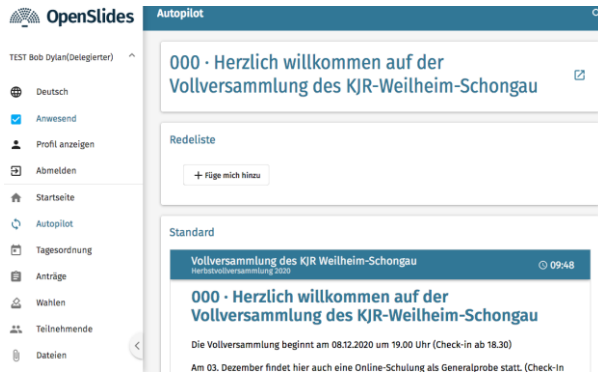 OpenSlides
TEST Bob Dylan(Delegierter)
Deutsch
Anwesend
Profil anzeigen
Abmelden
Startseite
Autopilot
Tagesordnung
Anträge
Wahlen
Teilnehmende
Dateien
Autopilot
000 · Herzlich willkommen auf der
Vollversammlung des KJR-Weilheim-Schongau
Redeliste
+ Füge mich hinzu
Standard
Vollversammlung des KJR Weilheim-Schongau
Herbstvollversammlung 2020
09:48
000 · Herzlich willkommen auf der
Vollversammlung des KJR-Weilheim-Schongau
Die Vollversammlung beginnt am 08.12.2020 um 19.00 Uhr (Check-in ab 18.30)
Am 03. Dezember findet hier auch eine Online-Schulung als Generalprobe statt. (Check-In